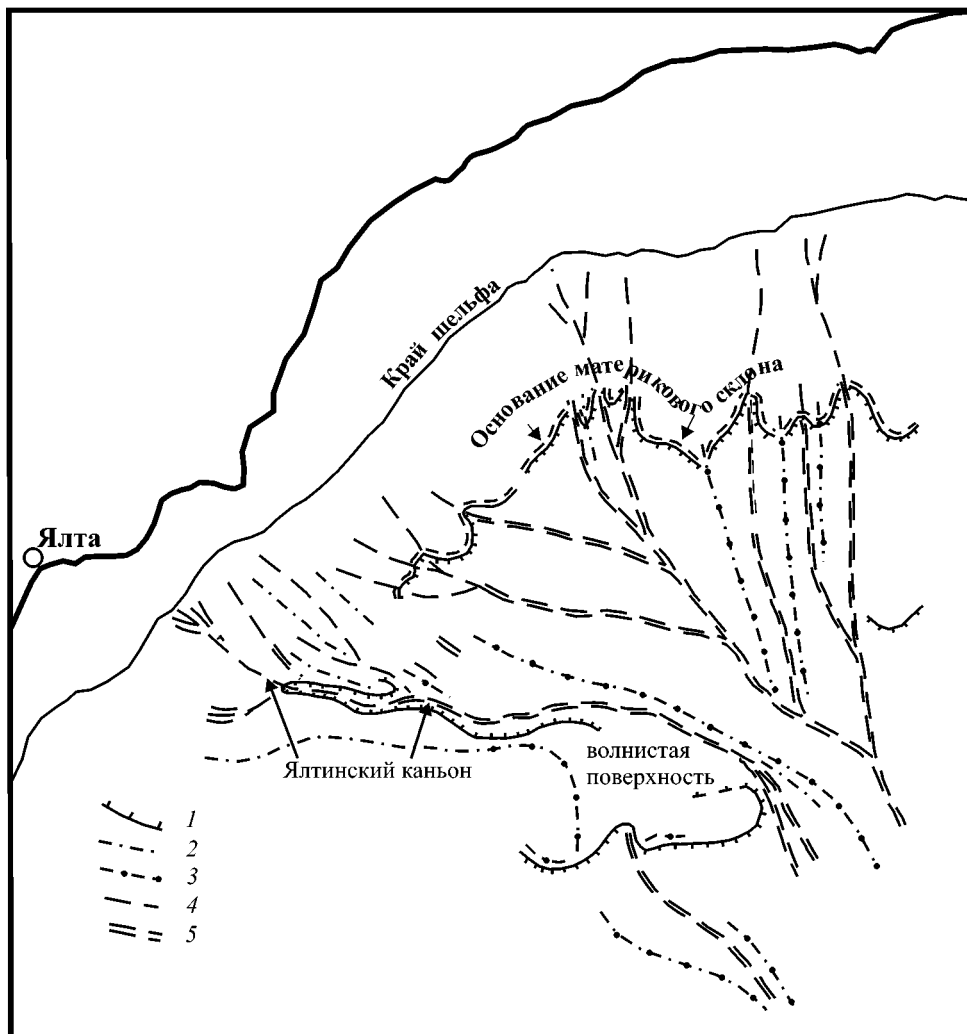 Край шельфа
Основание материкового склона
Ялта
Ялтинский каньон
волнистая
поверхность
1
2
3
4
5